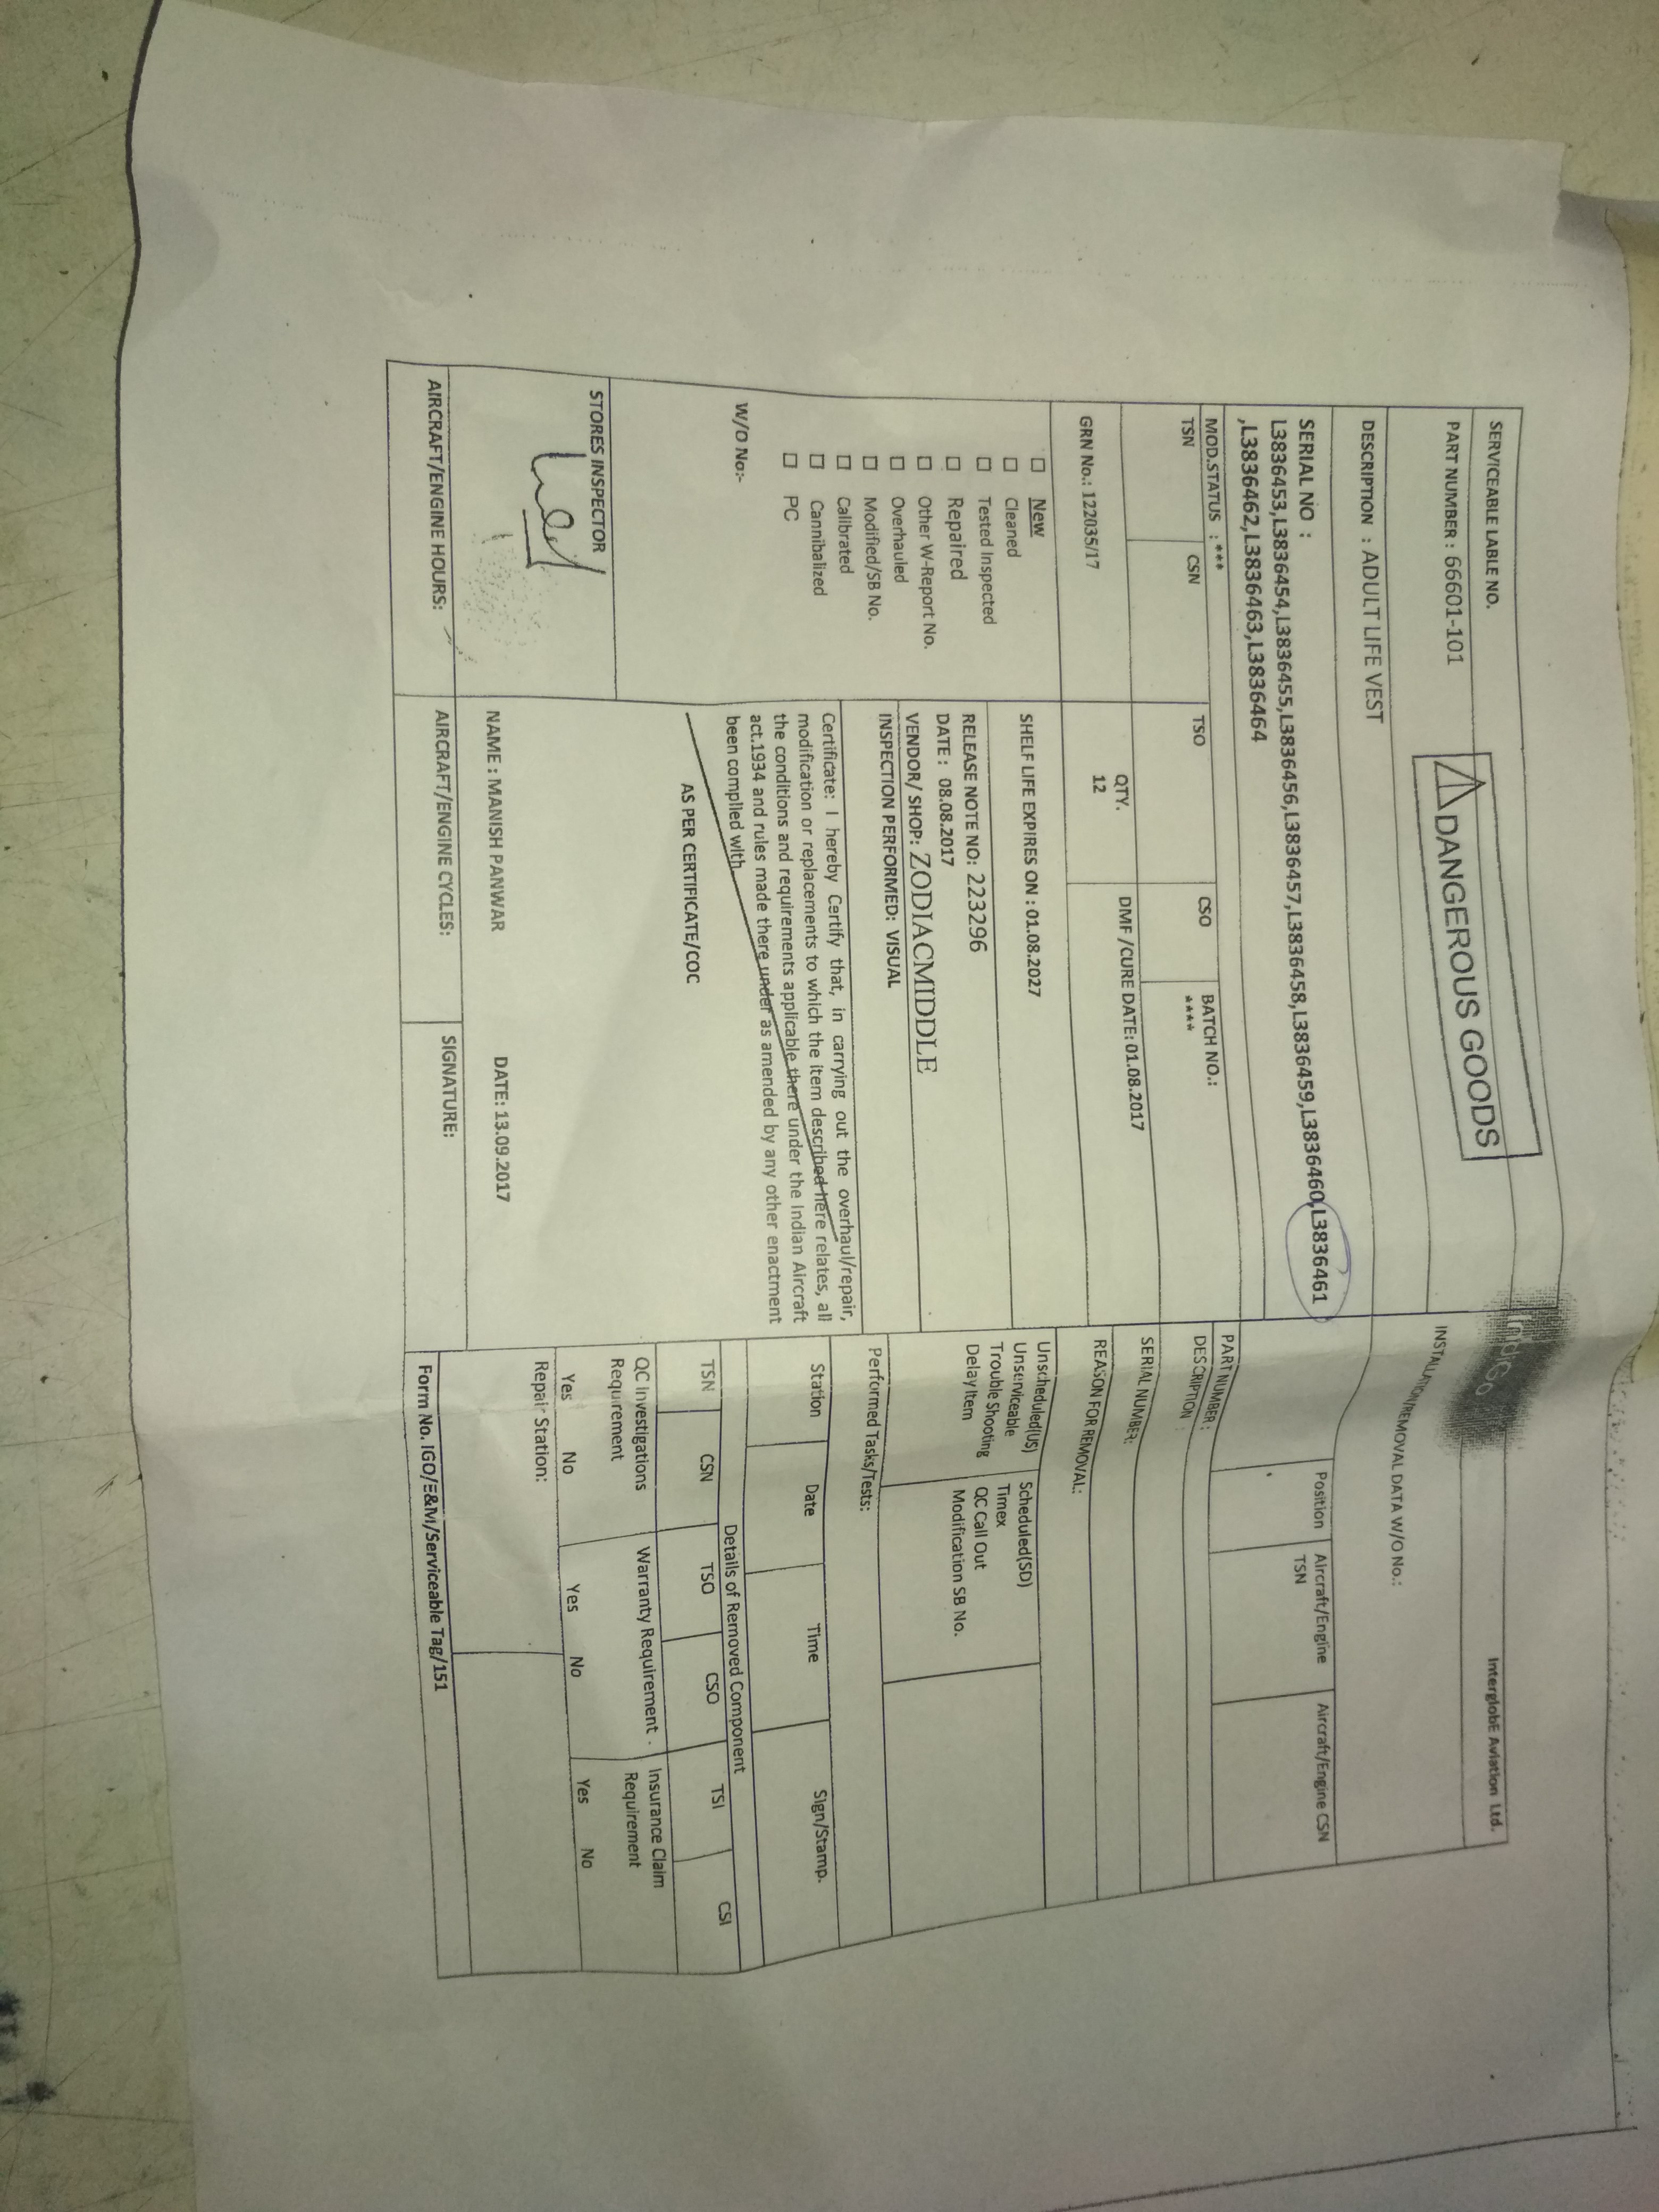 SERVICEABLE LABLE NO.
DANGEROUS GOODS
IndiGo
InterglobE Aviation Ltd.
PART NUMBER : 66601-101
INSTALLATION/REMOVAL DATA W/O No.:
DESCRIPTION : ADULT LIFE VEST
Position
Aircraft/Engine
TSN
Aircraft/Engine CSN
SERIAL NO :
L3836453,L3836454,L3836455,L3836456,L3836457,L3836458,L3836459,L3836460,L3836461
,L3836462,L3836463,L3836464
MOD.STATUS : ***
TSN
CSN
TSO
CSO
BATCH NO.:
****
PART NUMBER :
DESCRIPTION :
SERIAL NUMBER:
GRN No.: 122035/17
QTY.
12
DMF /CURE DATE: 01.08.2017
REASON FOR REMOVAL:
New
Cleaned
Tested Inspected
Repaired
Other W-Report No.
Overhauled
Modified/SB No.
Calibrated
Cannibalized
PC
W/O No:-
SHELF LIFE EXPIRES ON : 01.08.2027
RELEASE NOTE NO: 223296
DATE : 08.08.2017
VENDOR/ SHOP: ZODIACMIDDLE
INSPECTION PERFORMED: VISUAL
Certificate: I hereby Certify that, in carrying out the overhaul/repair,
modification or replacements to which the item described here relates, all
the conditions and requirements applicable there under the Indian Aircraft
act.1934 and rules made there under as amended by any other enactment
been complied with
AS PER CERTIFICATE/COC
Unscheduled(US)
Unserviceable
Trouble Shooting
Delay Item
Scheduled(SD)
Timex
QC Call Out
Modification SB No.
Performed Tasks/Tests:
Station
Date
Time
Sign/Stamp.
Details of Removed Component
TSN
CSN
TSO
CSO
TSI
CSI
QC Investigations
Requirement
Warranty Requirement
Insurance Claim
Requirement
Yes No
Yes No
Yes No
Repair Station:
STORES INSPECTOR
NAME : MANISH PANWAR
DATE: 13.09.2017
AIRCRAFT/ENGINE HOURS:
AIRCRAFT/ENGINE CYCLES:
SIGNATURE:
Form No. IGO/E&M/Serviceable Tag/151